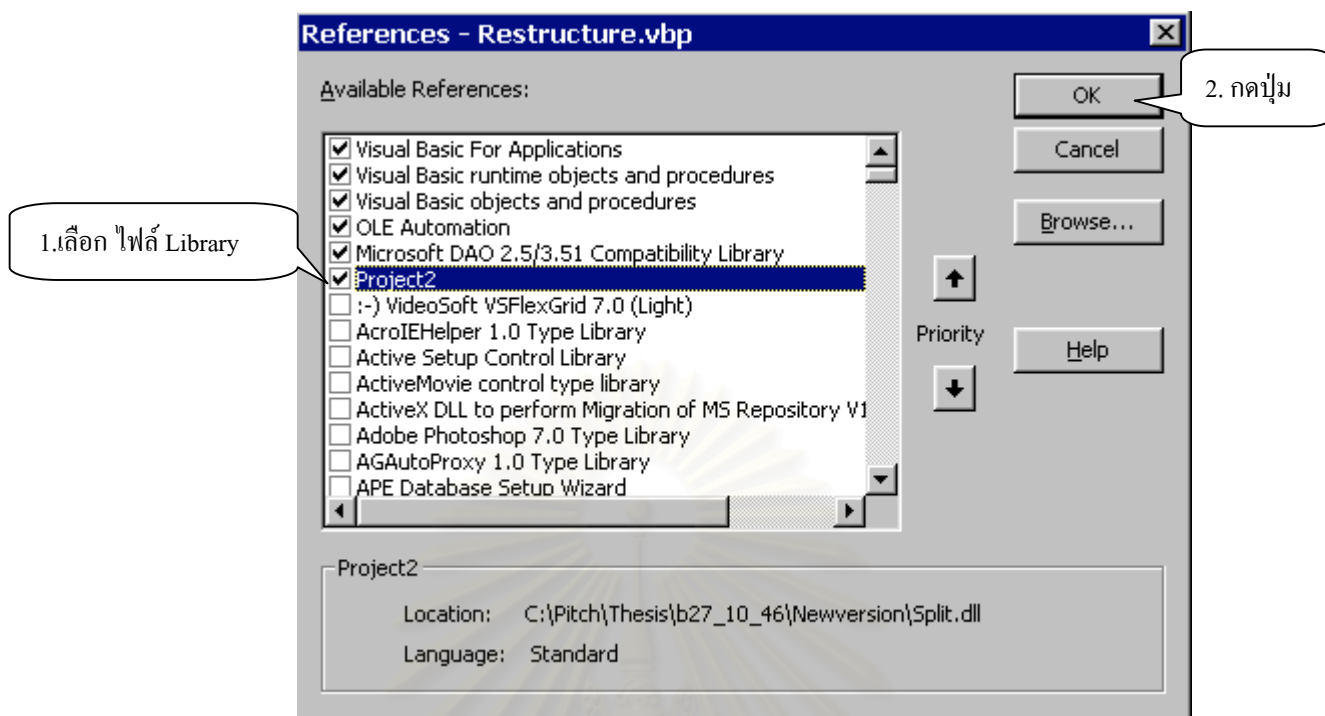 References - Restructure.vbp
Available References:
OK
2. กดปุ่ม
Visual Basic For Applications
Cancel
Visual Basic runtime objects and procedures
Visual Basic objects and procedures
OLE Automation
Browse...
1.เลือก ไฟล์ Library
Microsoft DAO 2.5/3.51 Compatibility Library
Project2
:-) VideoSoft VSFlexGrid 7.0 (Light)
AcroIEHelper 1.0 Type Library
Priority
Active Setup Control Library
Help
ActiveMovie control type library
ActiveX DLL to perform Migration of MS Repository V1
Adobe Photoshop 7.0 Type Library
AGAutoProxy 1.0 Type Library
APE Database Setup Wizard
Project2
Location: C:\Pitch\Thesis\b27_10_46\Newversion\Split.dll
Language: Standard